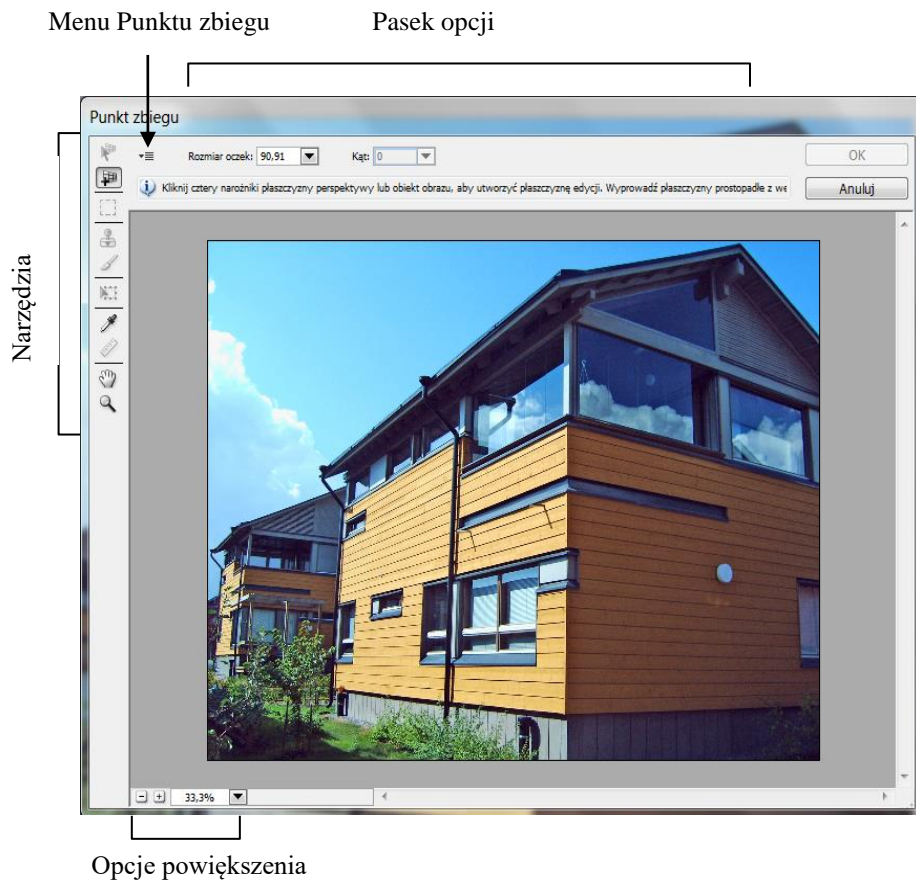 Menu Punktu zbiegu Pasek opcji
Punkt zbiegu
Rozmiar oczek: 90,91 Kąt: 0 OK
Kliknij cztery narożniki płaszczyzny perspektywy lub obiekt obrazu, aby utworzyć płaszczyznę edycji. Wyprowadź płaszczyzny prostopadłe z wę Anuluj
Narzędzia
33,3%
Opcje powiększenia